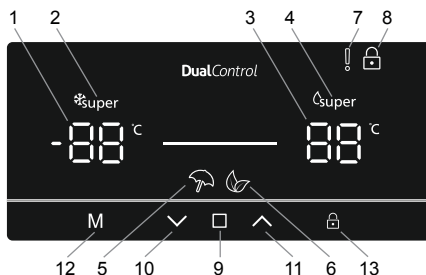 1 2 3 4 7 8
DualControl
super super
-88 °C 88 °C
M
12 5 10 9 11 6 13